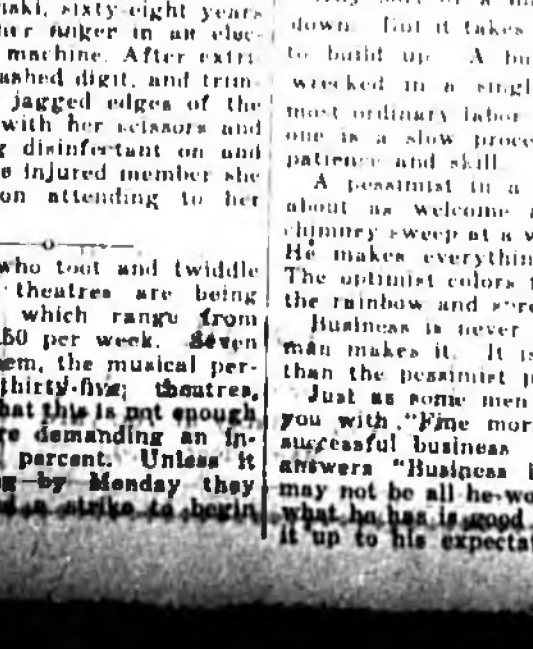 nski, sixty-eight years
her finger in an elec-
machine. After extri-
ashed digit, and trim-
jagged edges of the
with her scissors and
g disinfectant on and
e injured member she
on attending to her
who toot and twiddle
theatres are being
which range from
.50 per week. Seven
em, the musical per-
thirty-five; theatres,
hat this is not enough
re demanding an in-
percent. Unless it
by Monday they
a strike to begin
down. But it takes
to build up. A bu
wrecked in a singl
most ordinary labor
one is a slow proce
patience and skill.
A pessimist in a
about as welcome a
chimney sweep at a w
He makes everythin
The optimist colors t
the rainbow and spre
Business is never
man makes it. It is
than the pessimist p
Just as some men
you with "Fine mor
successful business
answers "Business i
may not be all he wo
what he has is good
it up to his expectat